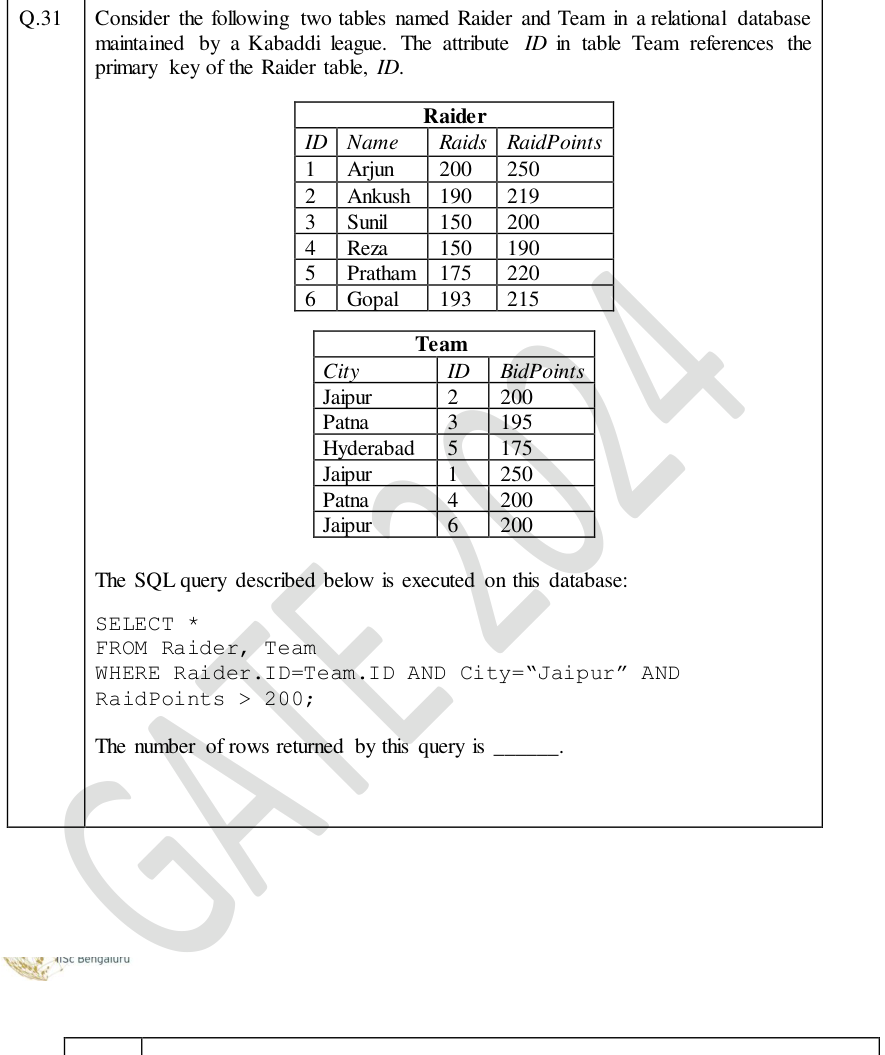 Q.31
Consider the following two tables named Raider and Team in a relational database
maintained by a Kabaddi league. The attribute ID in table Team references the
primary key of the Raider table, ID.
Raider
ID Name Raids RaidPoints
1 Arjun 200 250
2 Ankush 190 219
3 Sunil 150 200
4 Reza 150 190
5 Pratham 175 220
6 Gopal 193 215
Team
City ID BidPoints
Jaipur 2 200
Patna 3 195
Hyderabad 5 175
Jaipur 1 250
Patna 4 200
Jaipur 6 200
The SQL query described below is executed on this database:
SELECT *
FROM Raider, Team
WHERE Raider.ID=Team.ID AND City=“Jaipur” AND
RaidPoints > 200;
The number of rows returned by this query is ______.
GATE 2024
IISc Bengaluru